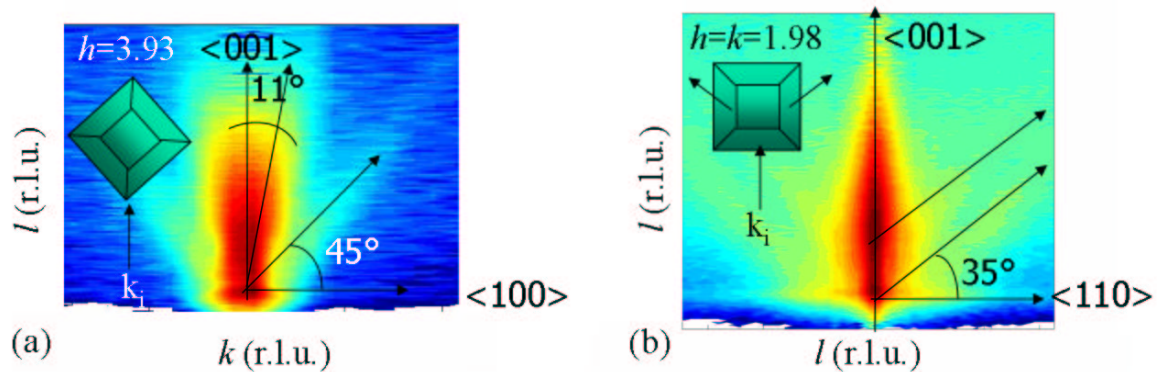 h=3.93
<001>
11°
45°
k_i
<100>
l (r.l.u.)
k (r.l.u.)
(a)
h=k=1.98
<001>
k_i
35°
<110>
l (r.l.u.)
l (r.l.u.)
(b)